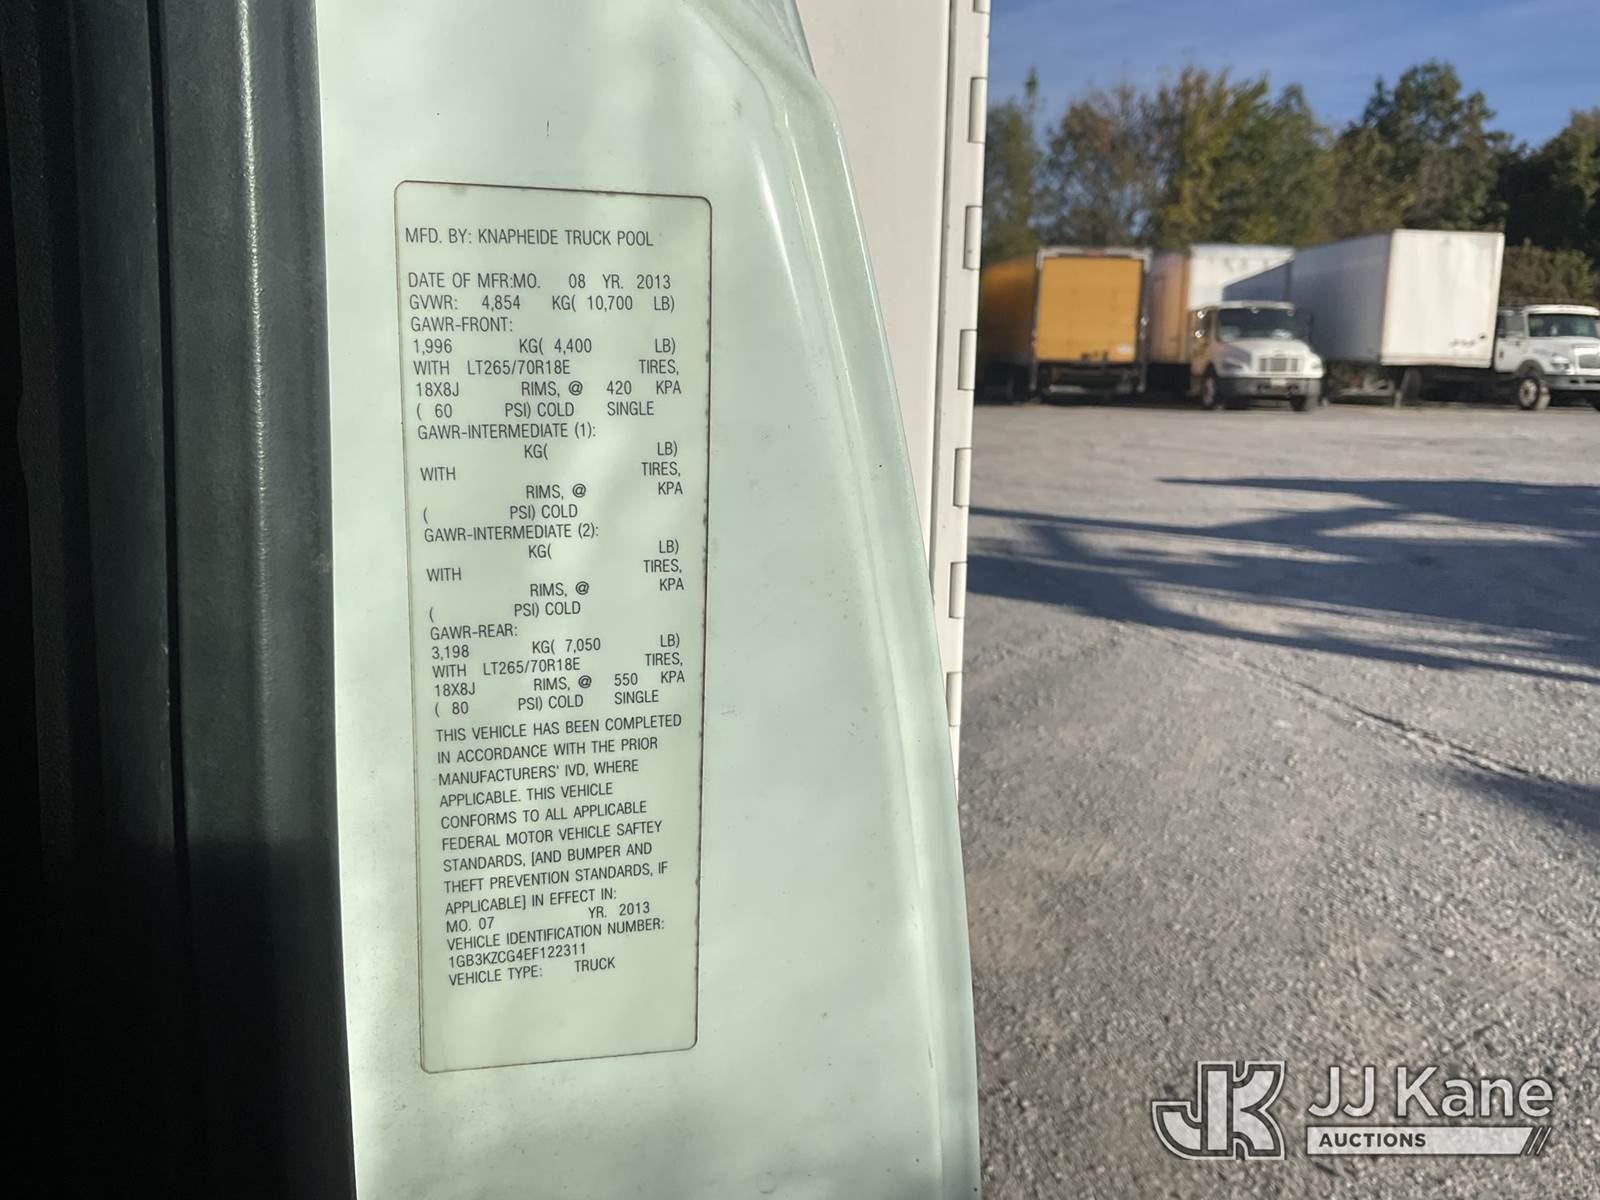 MFD. BY: KNAPHEIDE TRUCK POOL
DATE OF MFR:MO. 08 YR. 2013
GVWR: 4,854 KG( 10,700 LB)
GAWR-FRONT:
1,996 KG( 4,400 LB)
WITH LT265/70R18E TIRES,
18X8J RIMS, @ 420 KPA
( 60 PSI) COLD SINGLE
GAWR-INTERMEDIATE (1):
KG( LB)
WITH TIRES,
RIMS, @ KPA
( PSI) COLD
GAWR-INTERMEDIATE (2):
KG( LB)
WITH TIRES,
RIMS, @ KPA
( PSI) COLD
GAWR-REAR:
3,198 KG( 7,050 LB)
WITH LT265/70R18E TIRES,
18X8J RIMS, @ 550 KPA
( 80 PSI) COLD SINGLE
THIS VEHICLE HAS BEEN COMPLETED
IN ACCORDANCE WITH THE PRIOR
MANUFACTURERS' IVD, WHERE
APPLICABLE. THIS VEHICLE
CONFORMS TO ALL APPLICABLE
FEDERAL MOTOR VEHICLE SAFTEY
STANDARDS, [AND BUMPER AND
THEFT PREVENTION STANDARDS, IF
APPLICABLE] IN EFFECT IN:
MO. 07 YR. 2013
VEHICLE IDENTIFICATION NUMBER:
1GB3KZCG4EF122311
VEHICLE TYPE: TRUCK
JK JJ Kane
AUCTIONS